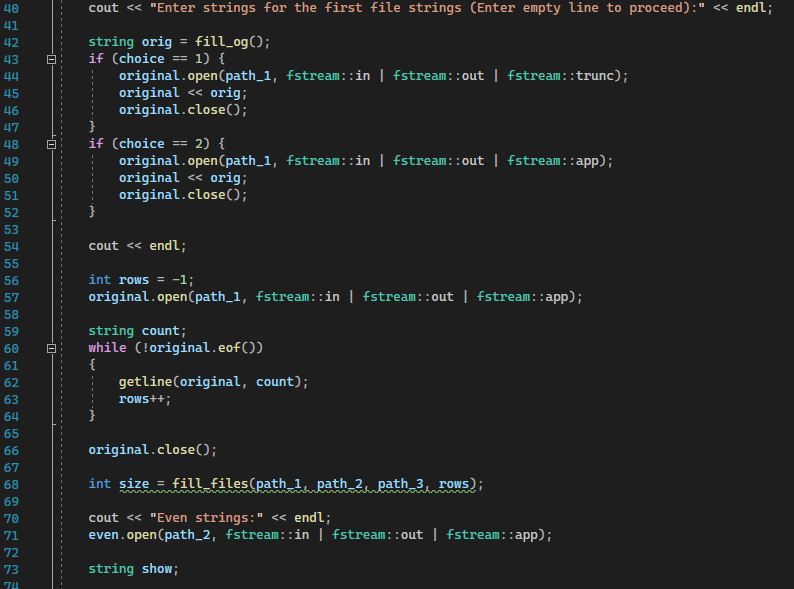 40 cout << "Enter strings for the first file strings (Enter empty line to proceed):" << endl;
41
42 string orig = fill_og();
43 if (choice == 1) {
44 original.open(path_1, fstream::in | fstream::out | fstream::trunc);
45 original << orig;
46 original.close();
47 }
48 if (choice == 2) {
49 original.open(path_1, fstream::in | fstream::out | fstream::app);
50 original << orig;
51 original.close();
52 }
53
54 cout << endl;
55
56 int rows = -1;
57 original.open(path_1, fstream::in | fstream::out | fstream::app);
58
59 string count;
60 while (!original.eof())
61 {
62 getline(original, count);
63 rows++;
64 }
65
66 original.close();
67
68 int size = fill_files(path_1, path_2, path_3, rows);
69
70 cout << "Even strings:" << endl;
71 even.open(path_2, fstream::in | fstream::out | fstream::app);
72
73 string show;
74